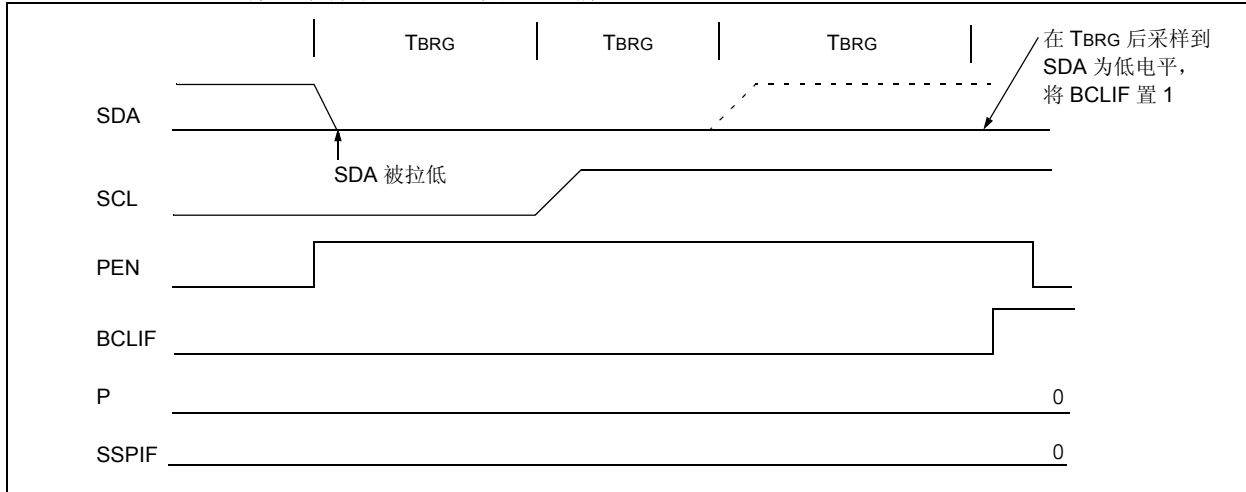 TBRG TBRG TBRG
在 TBRG 后采样到
SDA 为低电平，
将 BCLIF 置 1
SDA
SDA 被拉低
SCL
PEN
BCLIF
P 0
SSPIF 0